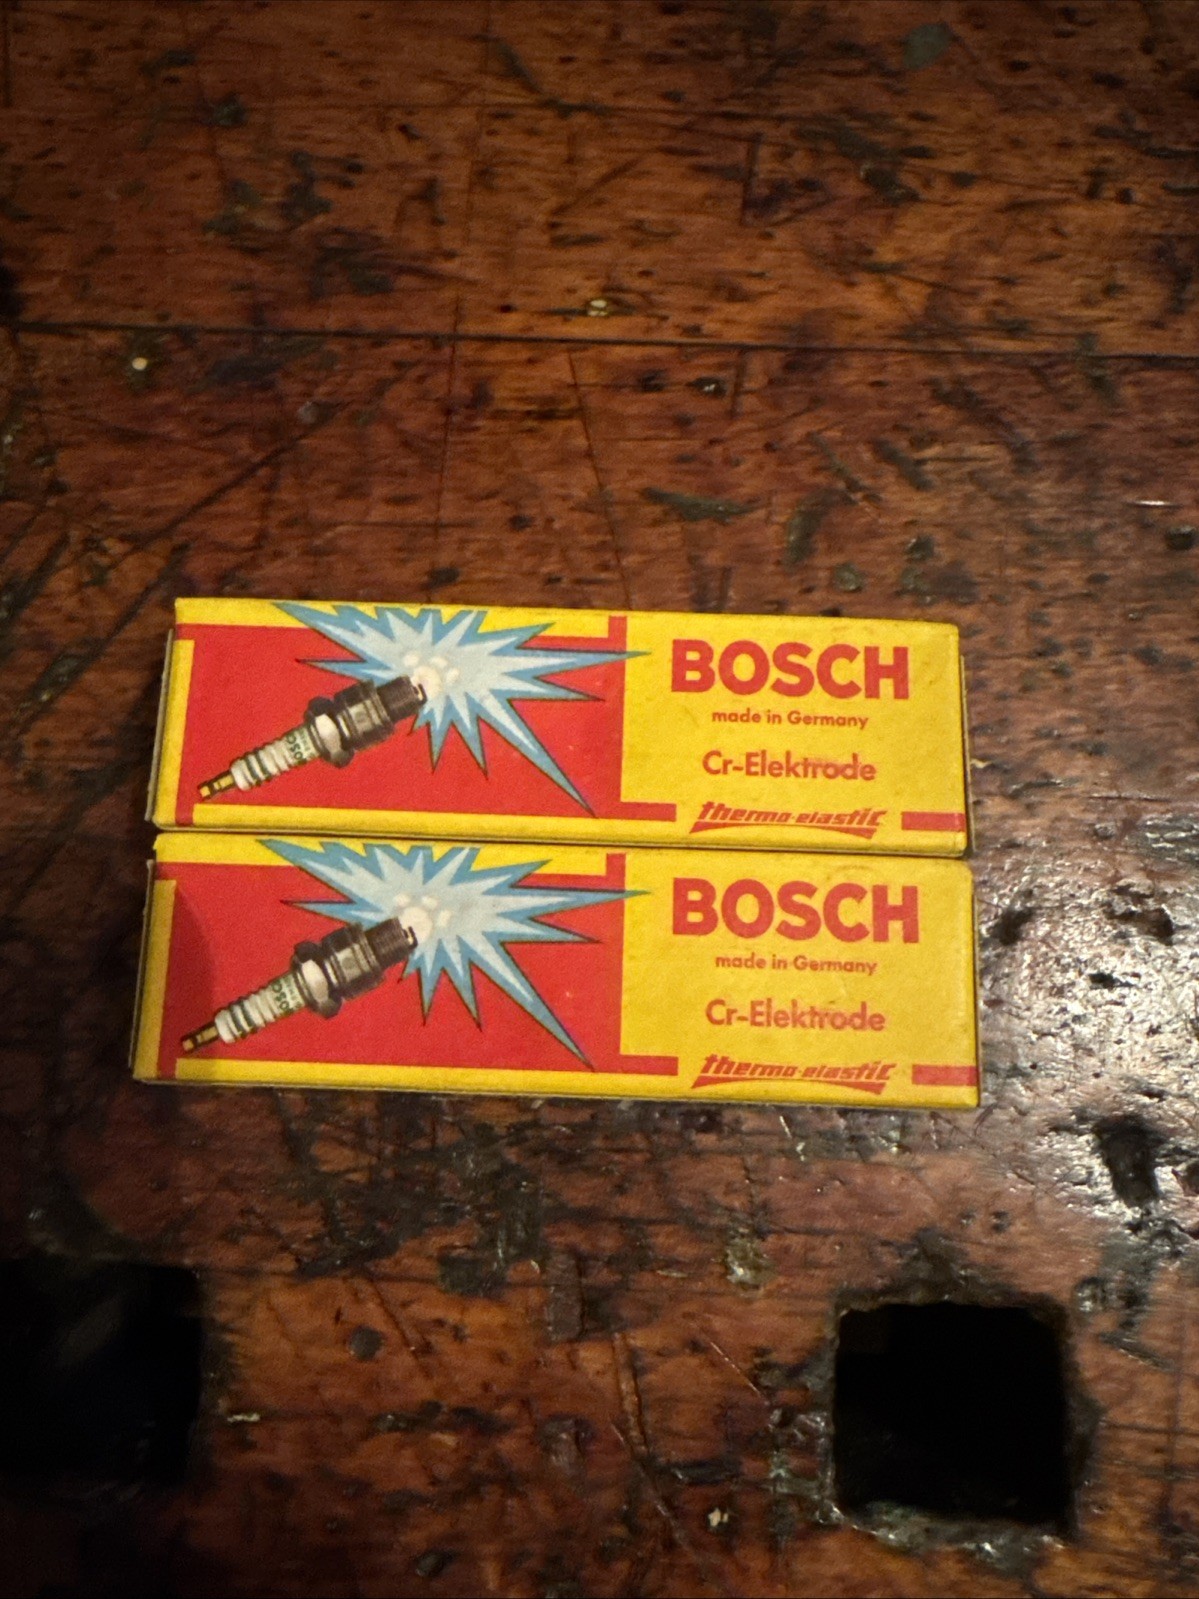 BOSCH
made in Germany
Cr-Elektrode
thermo-elastic
BOSCH
made in Germany
Cr-Elektrode
thermo-elastic